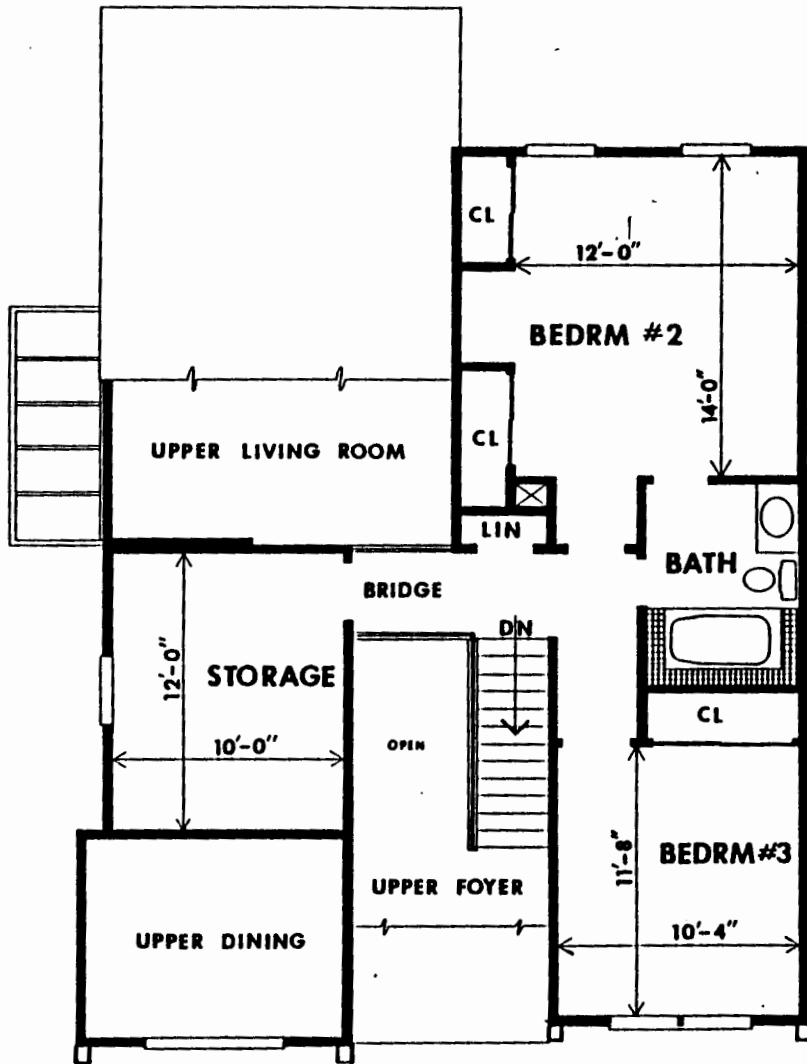 CL
12'-0"
BEDRM #2
14'-0"
CL
UPPER LIVING ROOM
LIN
BATH
BRIDGE
DN
STORAGE
12'-0"
10'-0"
OPEN
CL
BEDRM #3
11'-8"
UPPER FOYER
10'-4"
UPPER DINING